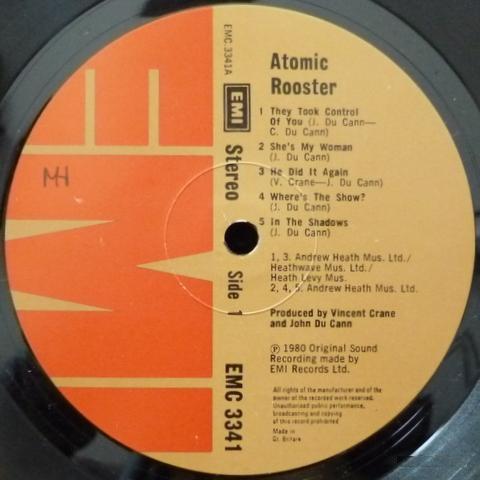 EMC.3341A
EMI
Stereo
Side 1
EMC 3341
Atomic
Rooster
1 They Took Control
Of You (J. Du Cann—
C. Du Cann)
2 She's My Woman
(J. Du Cann)
3 He Did It Again
(V. Crane—J. Du Cann)
4 Where's The Show?
(J. Du Cann)
5 In The Shadows
(J. Du Cann)
1, 3. Andrew Heath Mus. Ltd./
Heathwave Mus. Ltd./
Heath Levy Mus.
2, 4, 5. Andrew Heath Mus. Ltd.
Produced by Vincent Crane
and John Du Cann
℗ 1980 Original Sound
Recording made by
EMI Records Ltd.
All rights of the manufacturer and of the
owner of the recorded work reserved.
Unauthorised public performance,
broadcasting and copying
of this record prohibited
Made in
Gt. Britain
EMI